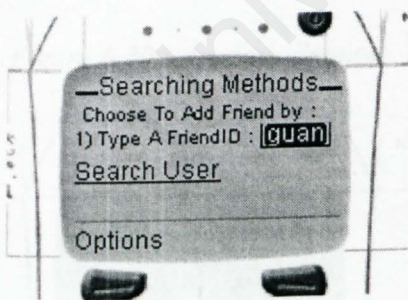 Searching Methods
Choose To Add Friend by :
1) Type A FriendID : [guan]
Search User
Options